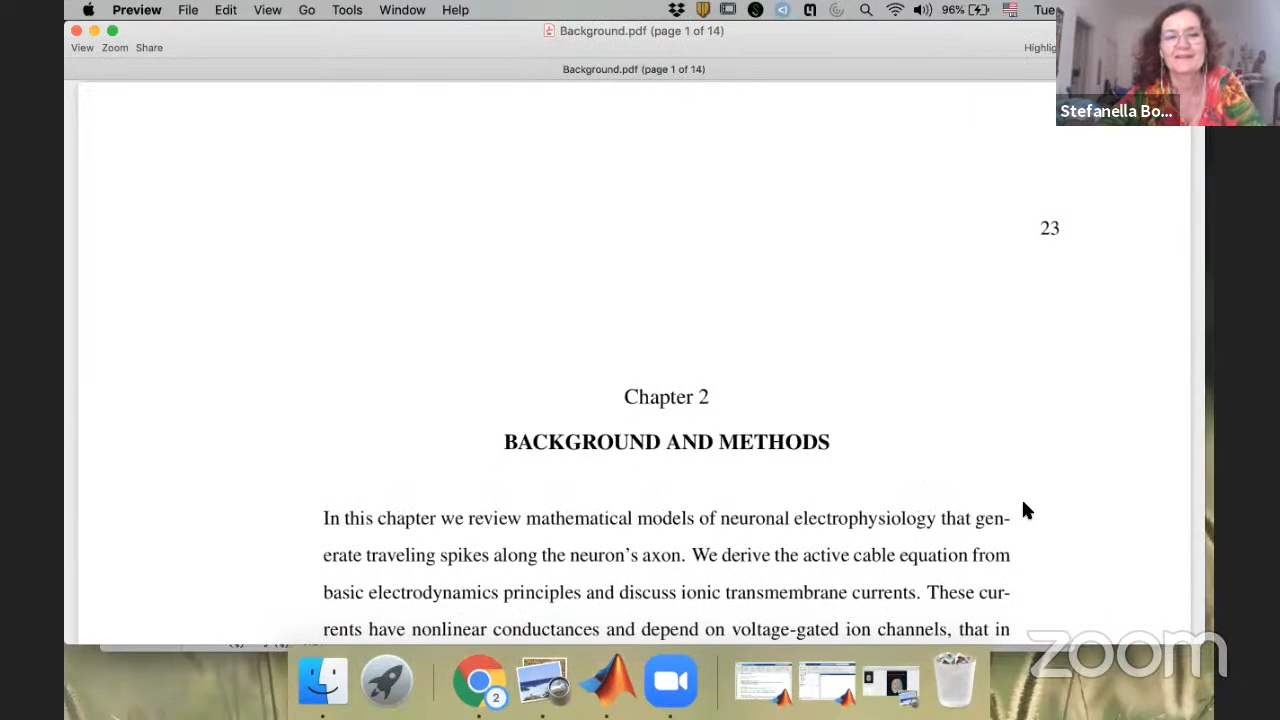 Preview File Edit View Go Tools Window Help 96% Tue
Background.pdf (page 1 of 14)
View Zoom Share
Background.pdf (page 1 of 14)
Stefanella Bo...
23
Chapter 2
BACKGROUND AND METHODS
In this chapter we review mathematical models of neuronal electrophysiology that gen-
erate traveling spikes along the neuron's axon. We derive the active cable equation from
basic electrodynamics principles and discuss ionic transmembrane currents. These cur-
rents have nonlinear conductances and depend on voltage-gated ion channels, that in
zoom
2